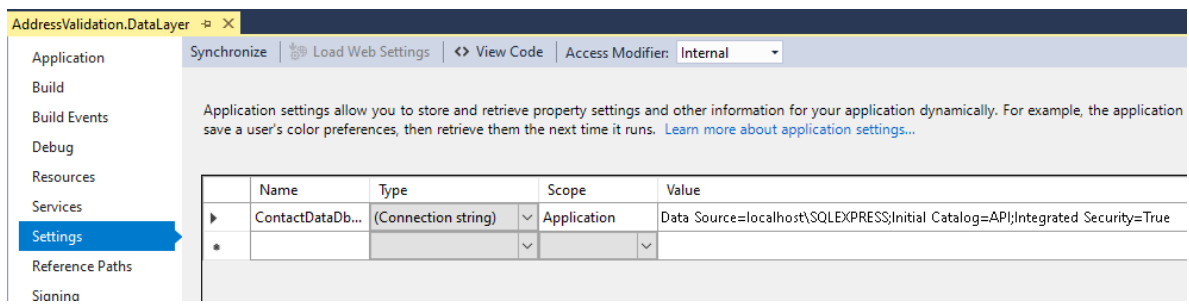 AddressValidation.DataLayer
Application
Build
Build Events
Debug
Resources
Services
Settings
Reference Paths
Signing
Synchronize Load Web Settings <> View Code Access Modifier: Internal
Application settings allow you to store and retrieve property settings and other information for your application dynamically. For example, the application
save a user's color preferences, then retrieve them the next time it runs. Learn more about application settings...
Name Type Scope Value
ContactDataDb... (Connection string) Application Data Source=localhost\SQLEXPRESS;Initial Catalog=API;Integrated Security=True